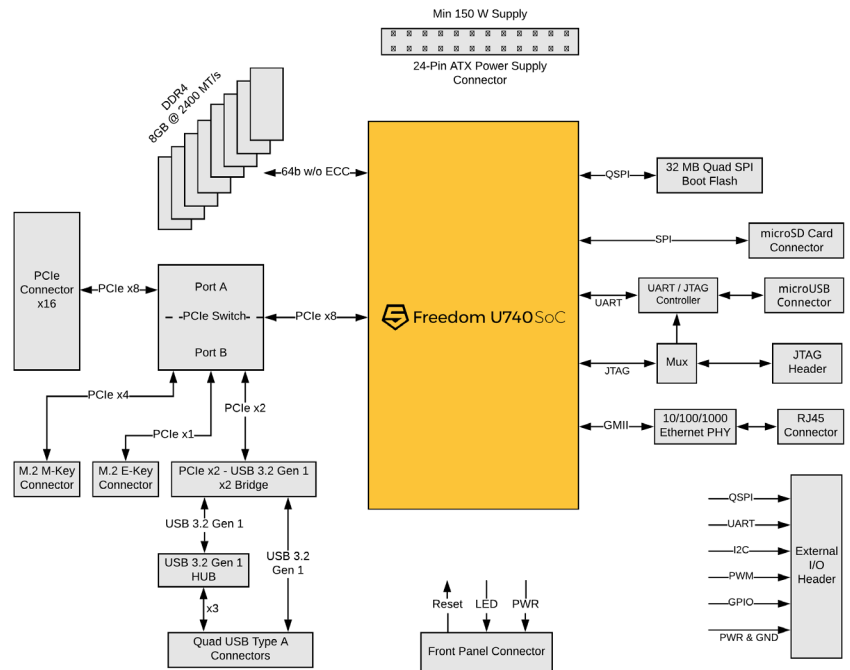 Min 150 W Supply
24-Pin ATX Power Supply
Connector
DDR4
8GB @ 2400 MT/s
64b w/o ECC
QSPI
32 MB Quad SPI
Boot Flash
SPI
microSD Card
Connector
PCIe
Connector
x16
PCIe x8
Port A
PCIe Switch
Port B
PCIe x8
Freedom U740SoC
UART
UART / JTAG
Controller
microUSB
Connector
JTAG
Mux
JTAG
Header
PCIe x4
PCIe x1
PCIe x2
GMII
10/100/1000
Ethernet PHY
RJ45
Connector
M.2 M-Key
Connector
M.2 E-Key
Connector
PCIe x2 - USB 3.2 Gen 1
x2 Bridge
USB 3.2 Gen 1
USB 3.2
Gen 1
USB 3.2 Gen 1
HUB
x3
Quad USB Type A
Connectors
Reset
LED
PWR
Front Panel Connector
QSPI
UART
I2C
PWM
GPIO
PWR & GND
External
I/O
Header